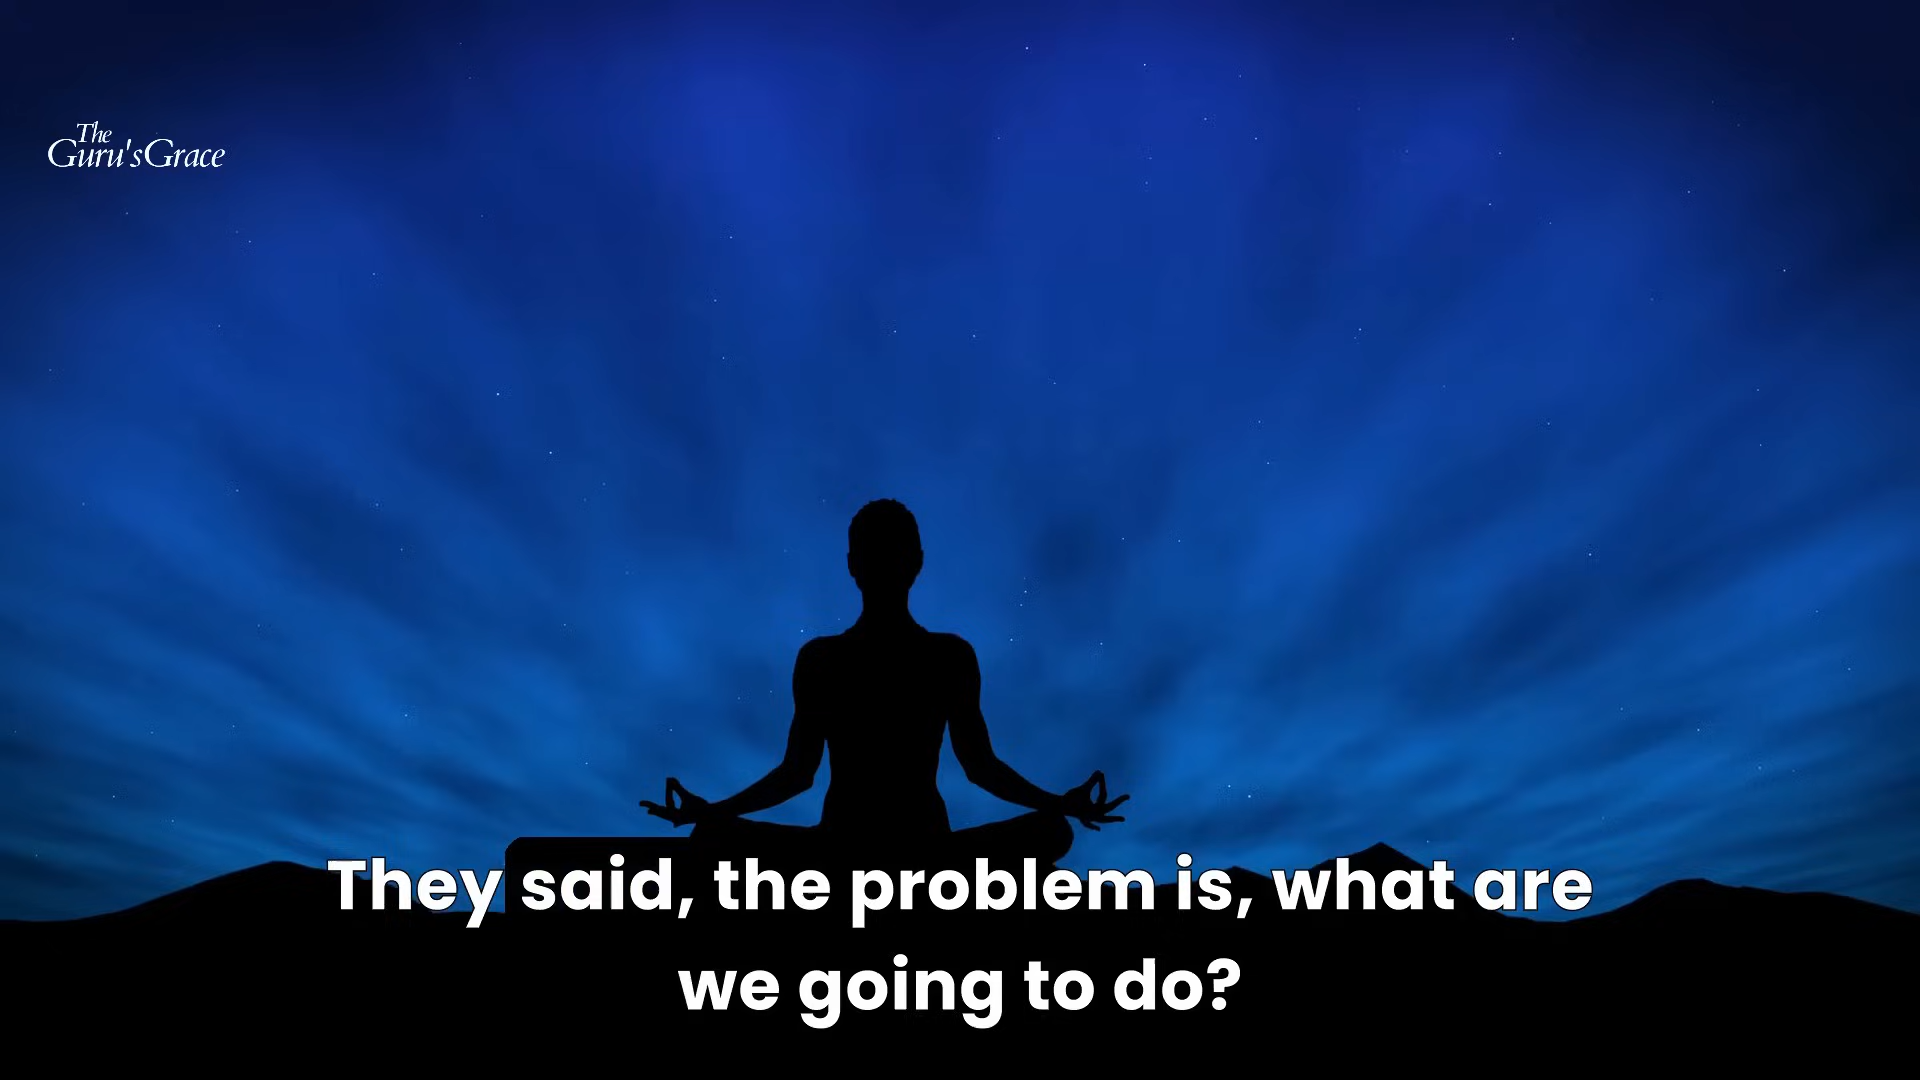 The
Guru'sGrace
They said, the problem is, what are
we going to do?